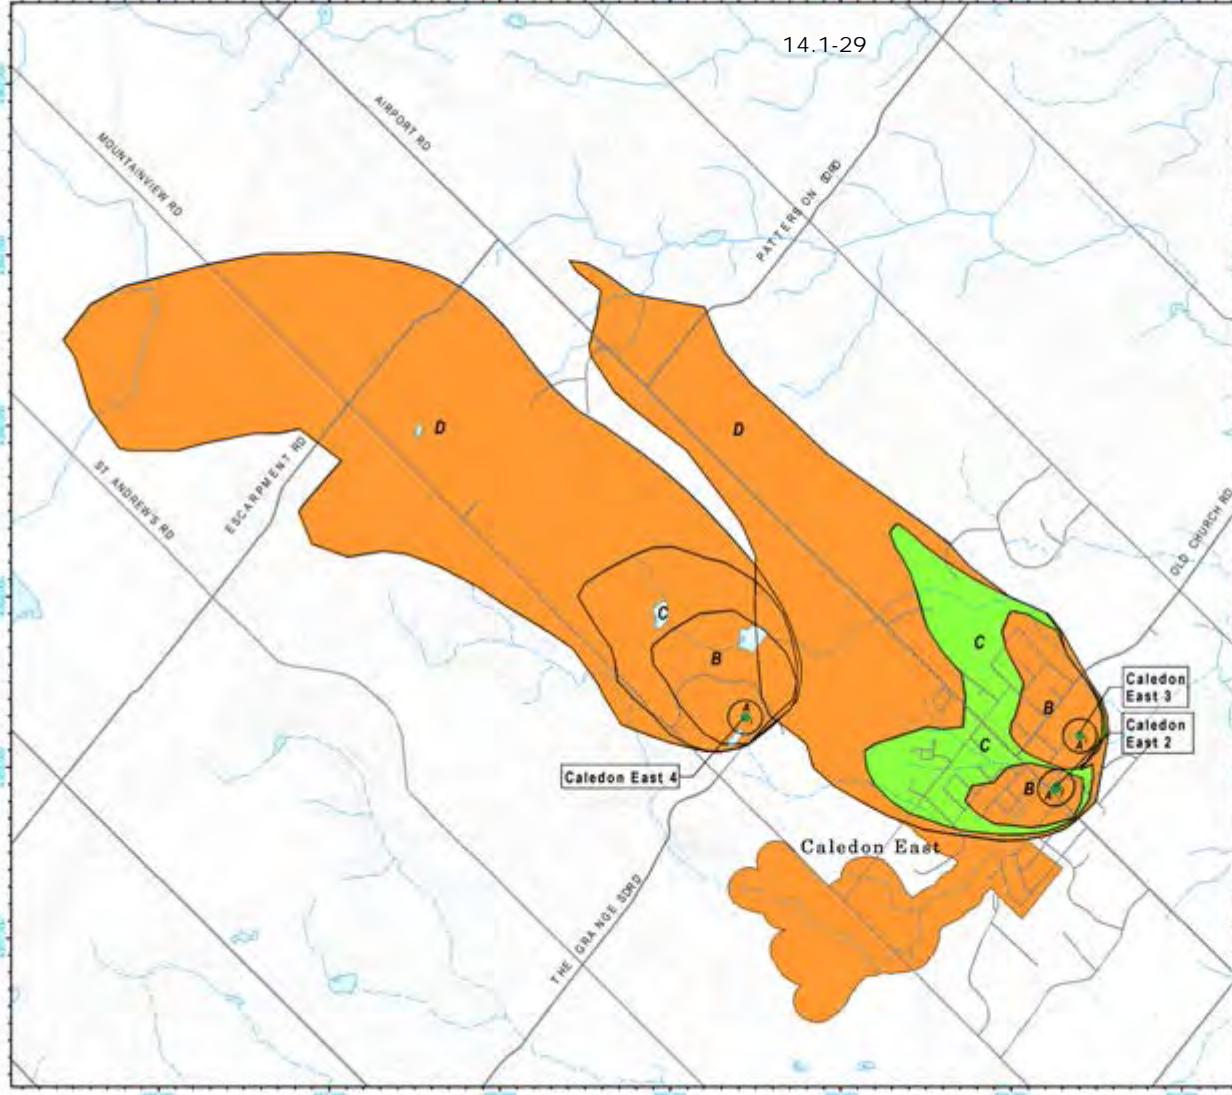 14.1-29
AIRPORT RD
MOUNTAINVIEW RD
PATTERSON SDRD
D
D
ST ANDREW'S RD
ESCARPMENT RD
OLD CHURCH RD
C
C
B
B
A
C
A
B
A
Caledon
East 3
Caledon
East 2
Caledon East 4
Caledon East
THE GRANGE SDRD